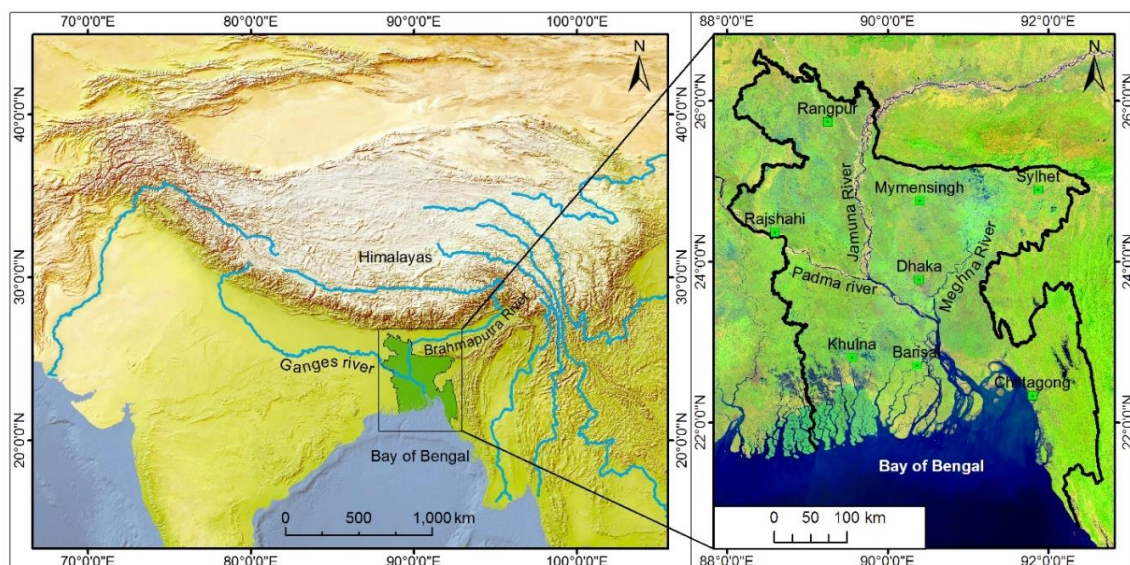 70°0'0"E
80°0'0"E
90°0'0"E
100°0'0"E
88°0'0"E
90°0'0"E
92°0'0"E
N
40°0'0"N
30°0'0"N
20°0'0"N
Himalayas
Brahmaputra River
Ganges river
Bay of Bengal
0 500 1,000 km
40°0'0"N
30°0'0"N
20°0'0"N
70°0'0"E
80°0'0"E
90°0'0"E
100°0'0"E
N
26°0'0"N
24°0'0"N
22°0'0"N
Rangpur
Jamuna River
Mymensingh
Sylhet
Rajshahi
Padma river
Dhaka
Meghna River
Khulna
Barisal
Chittagong
Bay of Bengal
0 50 100 km
26°0'0"N
24°0'0"N
22°0'0"N
88°0'0"E
90°0'0"E
92°0'0"E